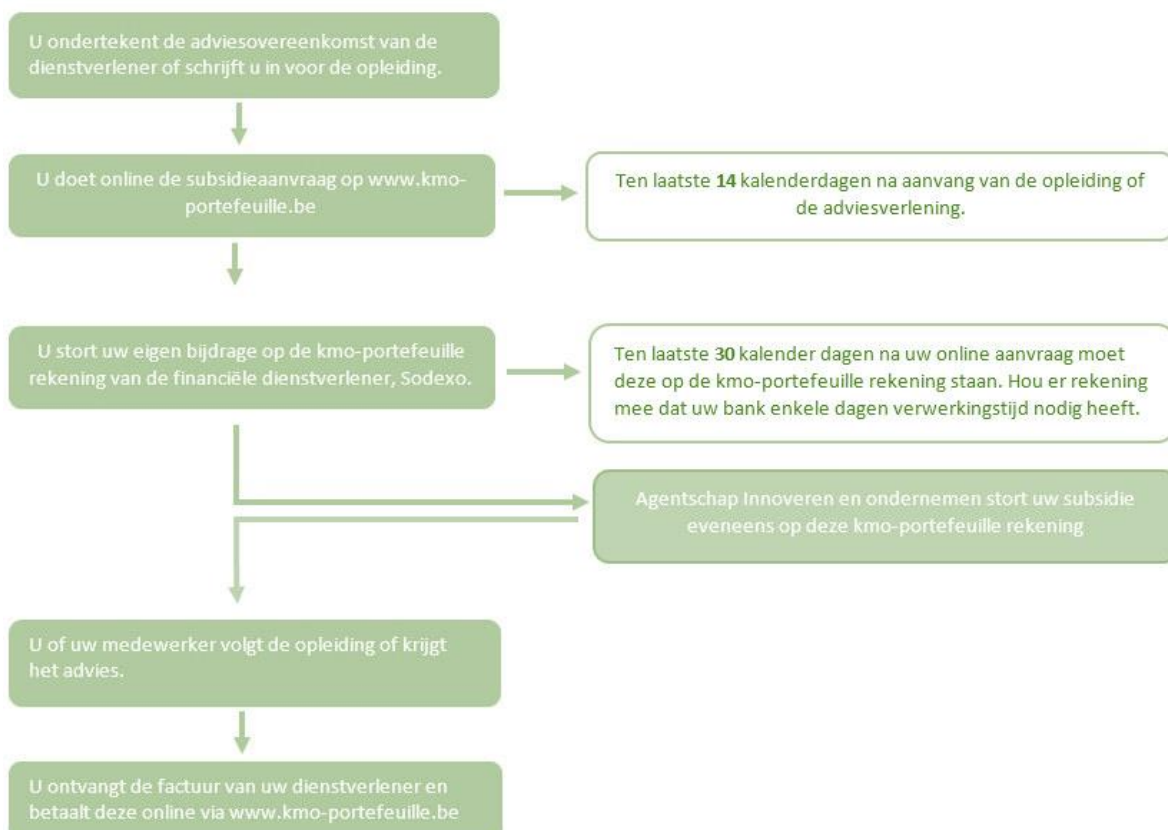 U ondertekent de adviesovereenkomst van de
dienstverlener of schrijft u in voor de opleiding.
U doet online de subsidieaanvraag op www.kmo-
portefeuille.be
Ten laatste 14 kalenderdagen na aanvang van de opleiding of
de adviesverlening.
U stort uw eigen bijdrage op de kmo-portefeuille
rekening van de financiële dienstverlener, Sodexo.
Ten laatste 30 kalender dagen na uw online aanvraag moet
deze op de kmo-portefeuille rekening staan. Hou er rekening
mee dat uw bank enkele dagen verwerkingstijd nodig heeft.
Agentschap Innoveren en ondernemen stort uw subsidie
eveneens op deze kmo-portefeuille rekening
U of uw medewerker volgt de opleiding of krijgt
het advies.
U ontvangt de factuur van uw dienstverlener en
betaalt deze online via www.kmo-portefeuille.be